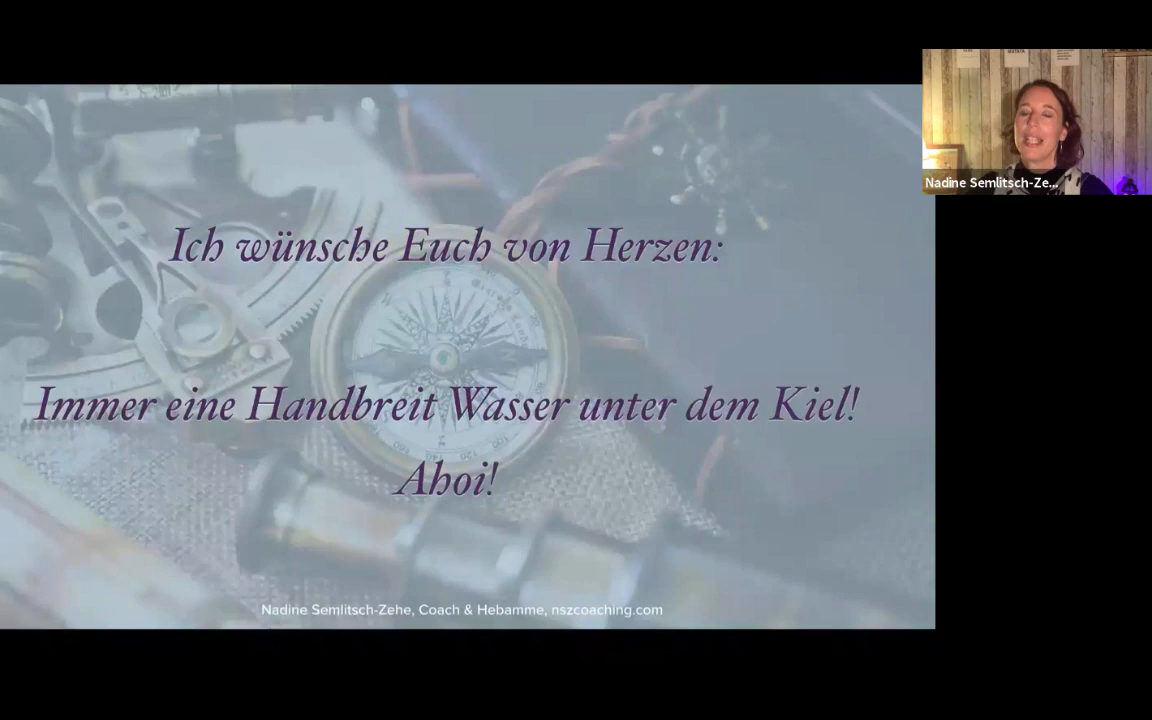 Ich wünsche Euch von Herzen:
Immer eine Handbreit Wasser unter dem Kiel!
Ahoi!
Nadine Semlitsch-Zehe, Coach & Hebamme, nszcoaching.com
Nadine Semlitsch-Ze...